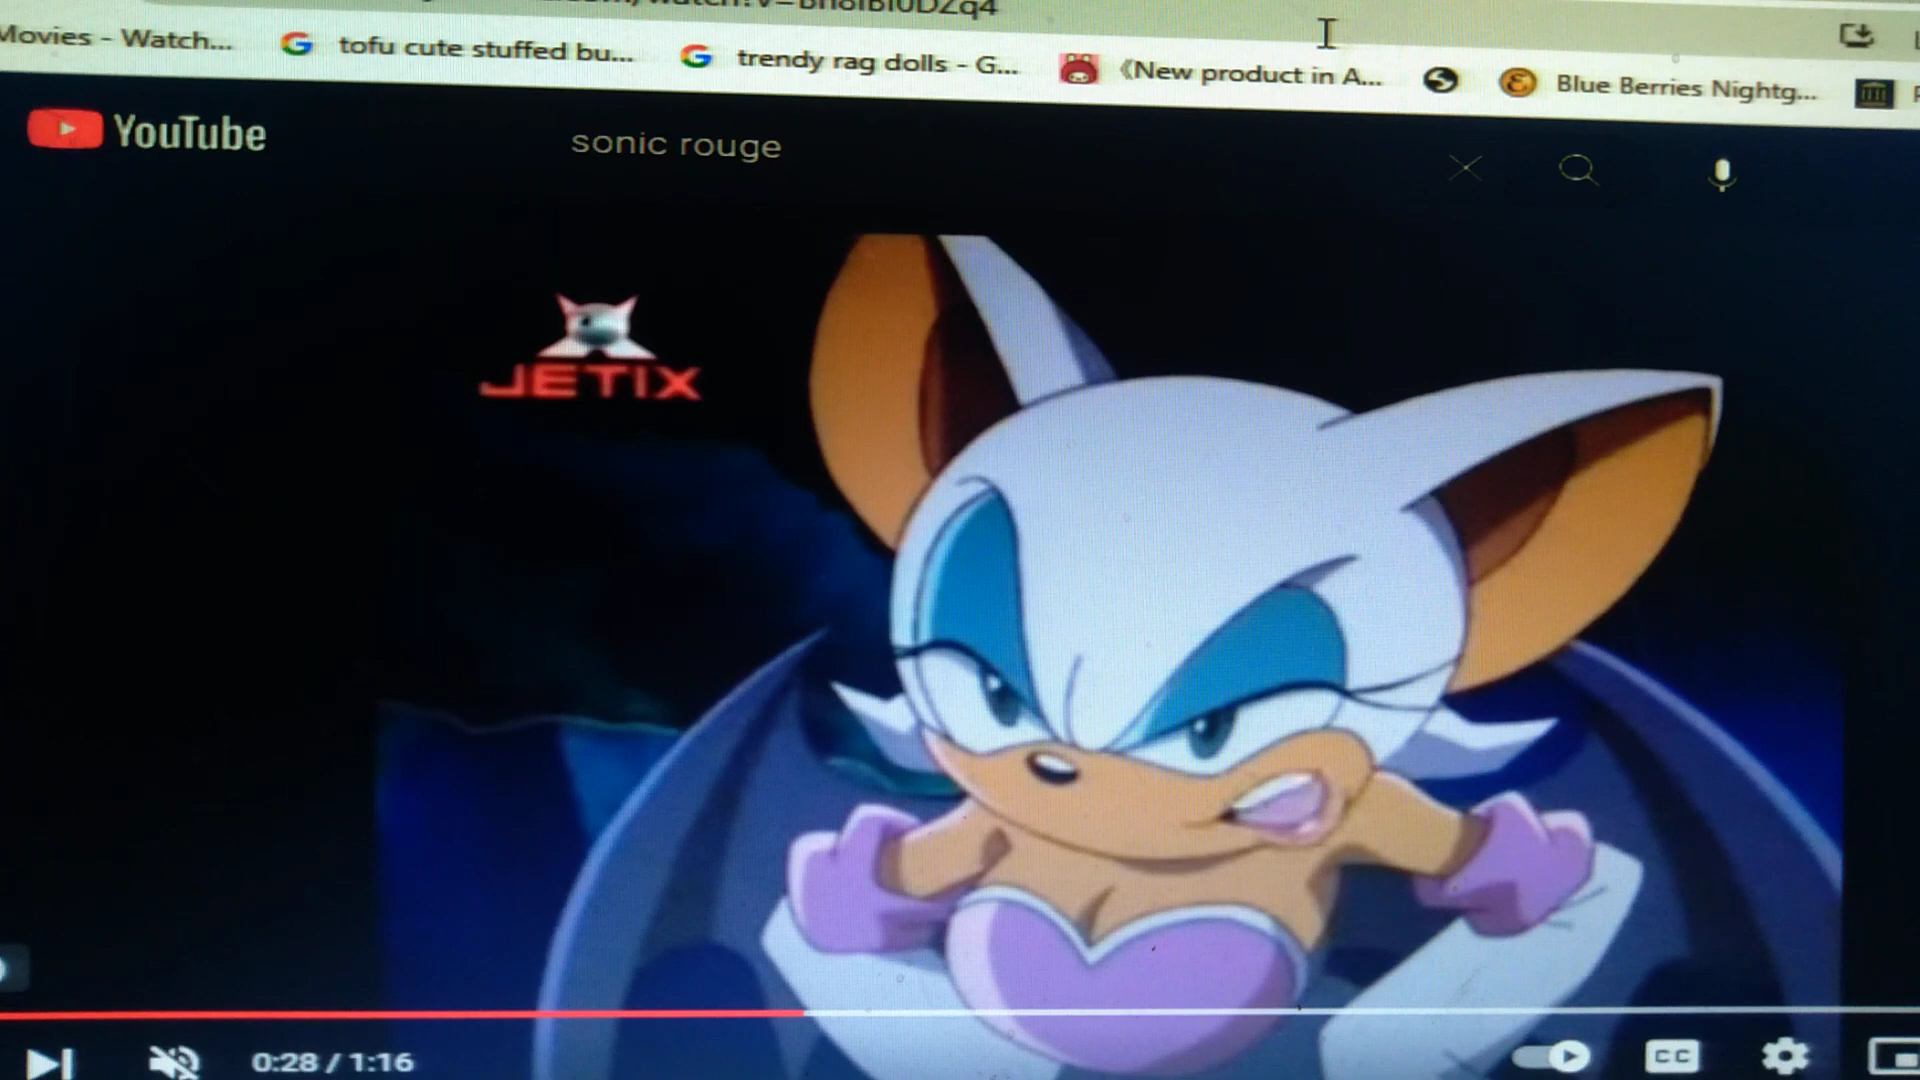 Movies - Watch...
tofu cute stuffed bu...
trendy rag dolls - G...
《New product in A...
Blue Berries Nightg...
YouTube
sonic rouge
JETIX
0:28 / 1:16
CC